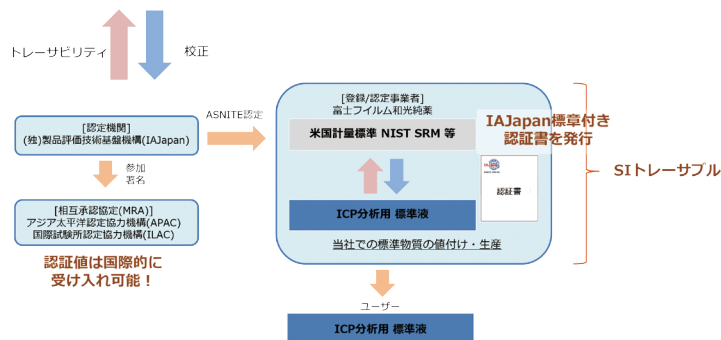 トレーサビリティ
校正
[認定機関]
(独)製品評価技術基盤機構(IAJapan)
ASNITE認定
参加
署名
[相互承認協定(MRA)]
アジア太平洋認定協力機構(APAC)
国際試験所認定協力機構(ILAC)
認証値は国際的に
受け入れ可能！
[登録/認定事業者]
富士フイルム和光純薬
米国計量標準 NIST SRM 等
IAJapan標章付き
認証書を発行
認証書
ICP分析用 標準液
当社での標準物質の値付け・生産
SIトレーサブル
ユーザー
ICP分析用 標準液